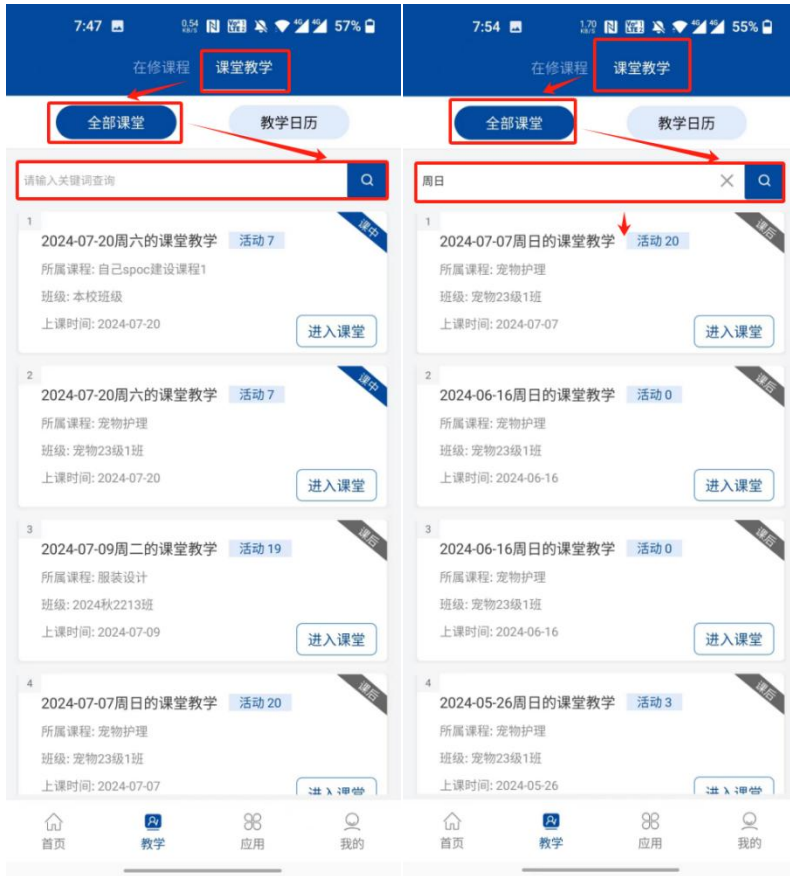 7:47
0.54
KB/S
4G
4G
57%
在修课程
课堂教学
全部课堂
教学日历
请输入关键词查询
1
课中
2024-07-20周六的课堂教学
活动 7
所属课程: 自己spoc建设课程1
班级: 本校班级
上课时间: 2024-07-20
进入课堂
2
课中
2024-07-20周六的课堂教学
活动 7
所属课程: 宠物护理
班级: 宠物23级1班
上课时间: 2024-07-20
进入课堂
3
课后
2024-07-09周二的课堂教学
活动 19
所属课程: 服装设计
班级: 2024秋2213班
上课时间: 2024-07-09
进入课堂
4
课后
2024-07-07周日的课堂教学
活动 20
所属课程: 宠物护理
班级: 宠物23级1班
上课时间: 2024-07-07
进入课堂
首页
教学
应用
我的
7:54
1.70
KB/S
4G
4G
55%
在修课程
课堂教学
全部课堂
教学日历
周日
1
课后
2024-07-07周日的课堂教学
活动 20
所属课程: 宠物护理
班级: 宠物23级1班
上课时间: 2024-07-07
进入课堂
2
课后
2024-06-16周日的课堂教学
活动 0
所属课程: 宠物护理
班级: 宠物23级1班
上课时间: 2024-06-16
进入课堂
3
课后
2024-06-16周日的课堂教学
活动 0
所属课程: 宠物护理
班级: 宠物23级1班
上课时间: 2024-06-16
进入课堂
4
课后
2024-05-26周日的课堂教学
活动 3
所属课程: 宠物护理
班级: 宠物23级1班
上课时间: 2024-05-26
进入课堂
首页
教学
应用
我的